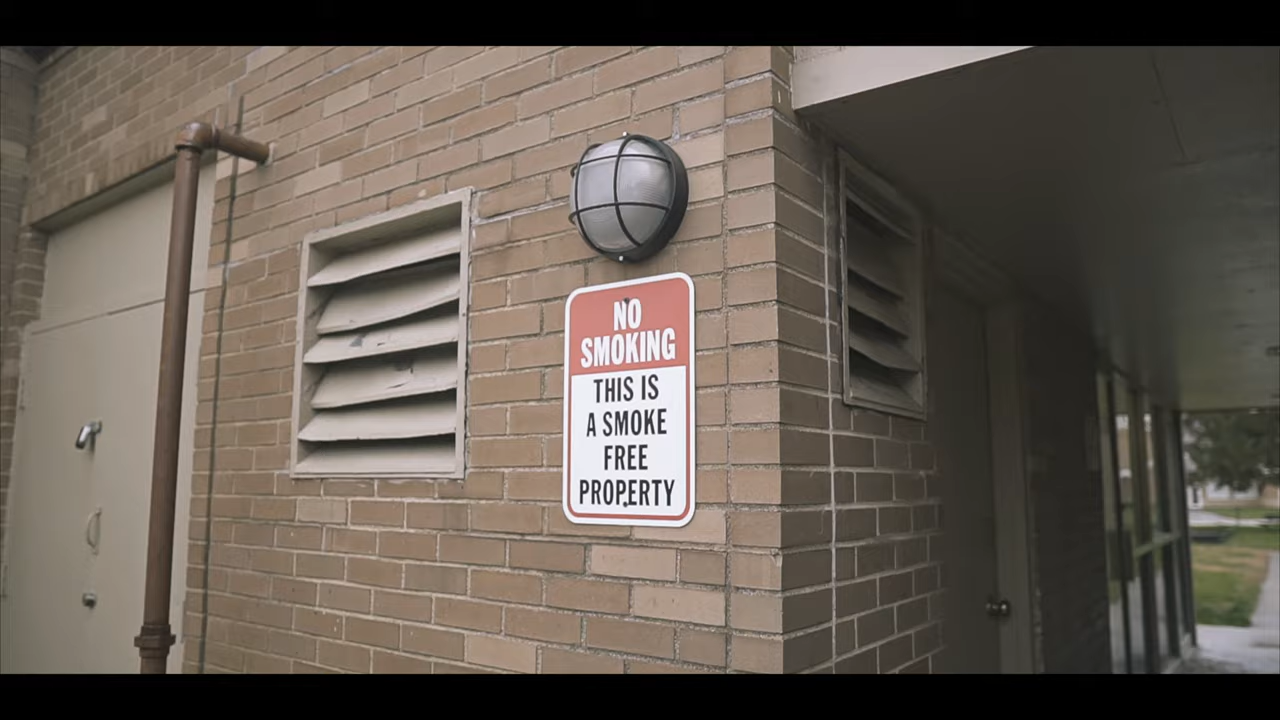 NO
SMOKING
THIS IS
A SMOKE
FREE
PROPERTY